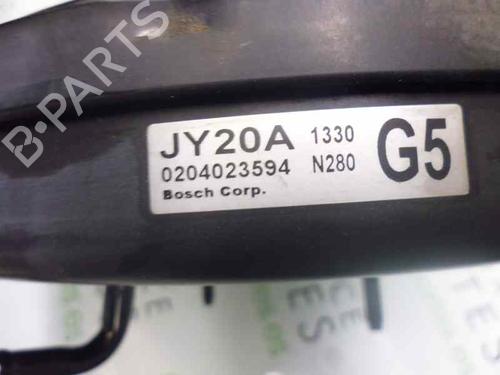 JY20A 1330 G5
0204023594 N280
Bosch Corp.
B-PARTS